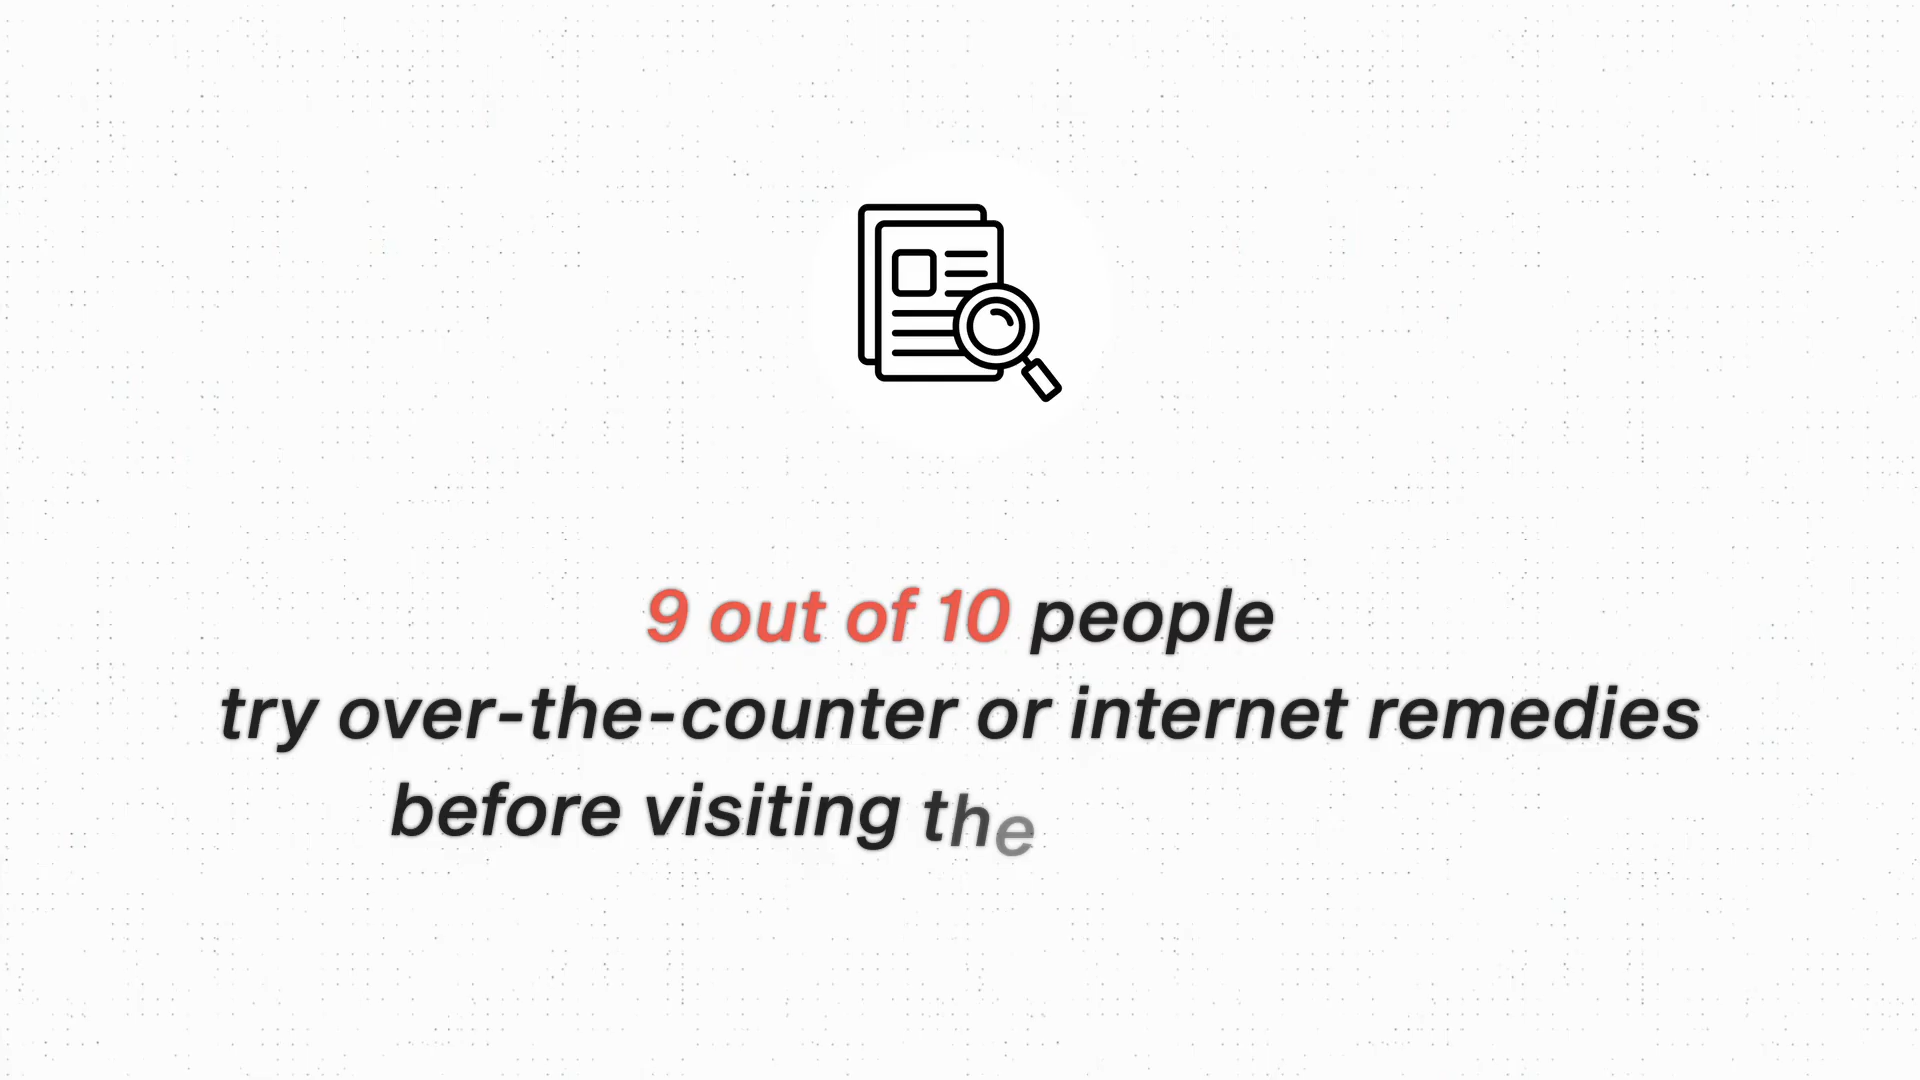 9 out of 10 people
try over-the-counter or internet remedies
before visiting the